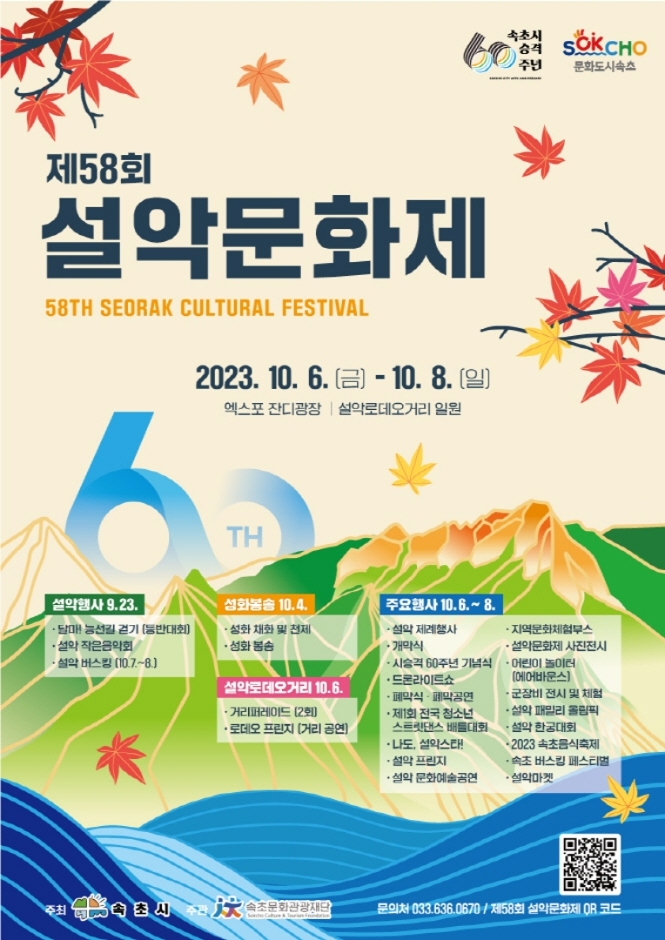 60 속초시
승격
주년
SOKCHO CITY 60TH ANNIVERSARY
SOKCHO
문화도시속초
제58회
설악문화제
58TH SEORAK CULTURAL FESTIVAL
2023. 10. 6. (금) - 10. 8. (일)
엑스포 잔디광장 | 설악로데오거리 일원
60TH
설악행사 9.23.
· 달마! 능선길 걷기 (등반대회)
· 설악 작은음악회
· 설악 버스킹 (10.7.~8.)
성화봉송 10.4.
· 성화 채화 및 천제
· 성화 봉송
설악로데오거리 10.6.
· 거리퍼레이드 (2회)
· 로데오 프린지 (거리 공연)
주요행사 10.6.~ 8.
· 설악 제례행사
· 개막식
· 시승격 60주년 기념식
· 드론라이트쇼
· 폐막식 · 폐막공연
· 제1회 전국 청소년
스트릿댄스 배틀대회
· 나도, 설악스타!
· 설악 프린지
· 설악 문화예술공연
· 지역문화체험부스
· 설악문화제 사진전시
· 어린이 놀이터
(에어바운스)
· 군장비 전시 및 체험
· 설악 패밀리 올림픽
· 설악 한궁대회
· 2023 속초음식축제
· 속초 버스킹 페스티벌
· 설악마켓
주최 속초시 주관 속초문화관광재단
Sokcho Culture & Tourism Foundation
문의처 033.636.0670 / 제58회 설악문화제 QR 코드